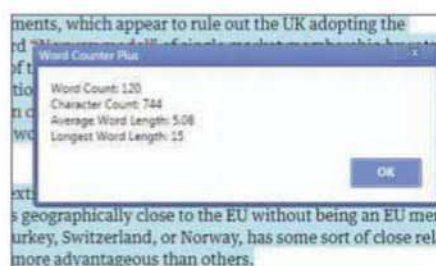 ments, which appear to rule out the UK adopting the
Word Counter Plus
x
Word Count: 120
Character Count: 744
Average Word Length: 5.08
Longest Word Length: 15
OK
s geographically close to the EU without being an EU mem
urkey, Switzerland, or Norway, has some sort of close rel
more advantageous than others.